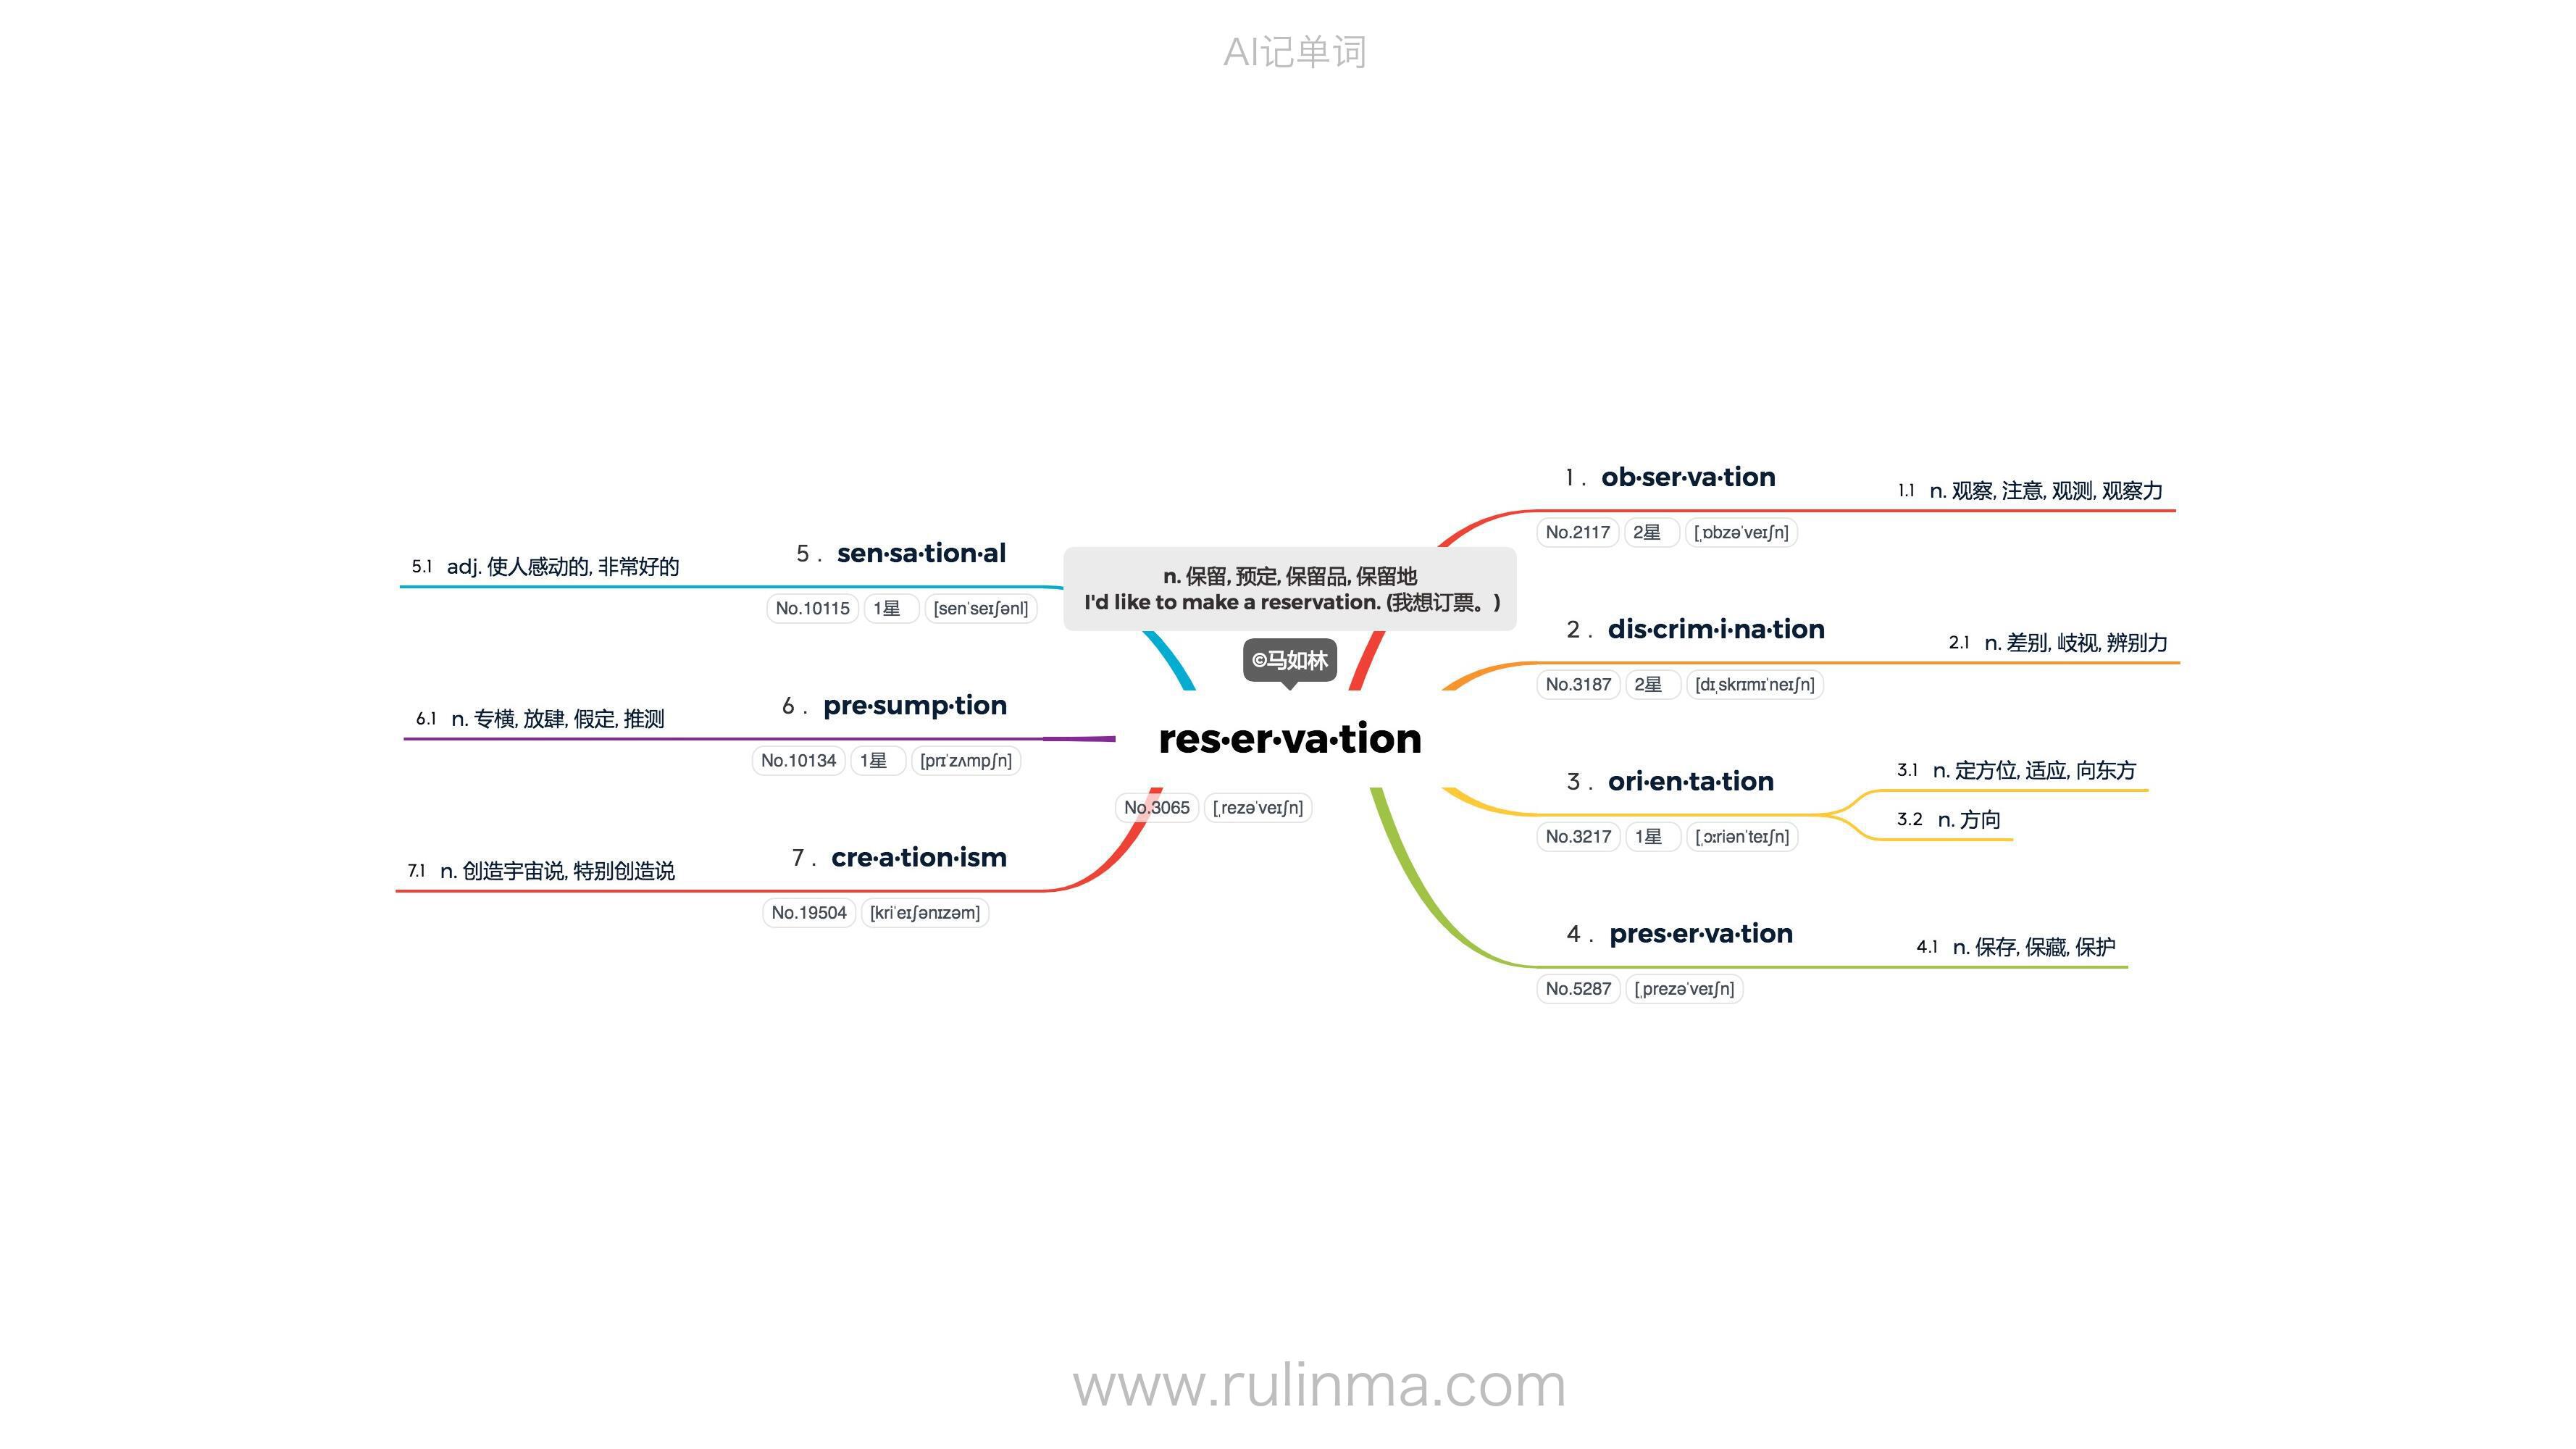 AI记单词
n. 保留, 预定, 保留品, 保留地
I'd like to make a reservation. (我想订票。)
©马如林
res·er·va·tion
No.3065 [ˌrezəˈveɪʃn]
1 . ob·ser·va·tion
1.1 n. 观察, 注意, 观测, 观察力
No.2117 2星 [ˌɒbzəˈveɪʃn]
2 . dis·crim·i·na·tion
2.1 n. 差别, 歧视, 辨别力
No.3187 2星 [dɪˌskrɪmɪˈneɪʃn]
3 . ori·en·ta·tion
3.1 n. 定方位, 适应, 向东方
3.2 n. 方向
No.3217 1星 [ˌɔːriənˈteɪʃn]
4 . pres·er·va·tion
4.1 n. 保存, 保藏, 保护
No.5287 [ˌprezəˈveɪʃn]
5 . sen·sa·tion·al
5.1 adj. 使人感动的, 非常好的
No.10115 1星 [senˈseɪʃənl]
6 . pre·sump·tion
6.1 n. 专横, 放肆, 假定, 推测
No.10134 1星 [prɪˈzʌmpʃn]
7 . cre·a·tion·ism
7.1 n. 创造宇宙说, 特别创造说
No.19504 [kriˈeɪʃənɪzəm]
www.rulinma.com